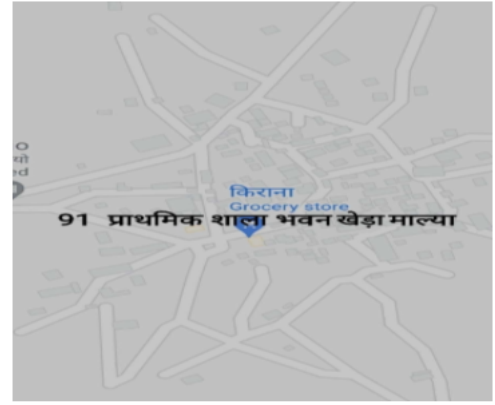 किराना
Grocery store
91 प्राथमिक शाला भवन खेड़ा माल्या